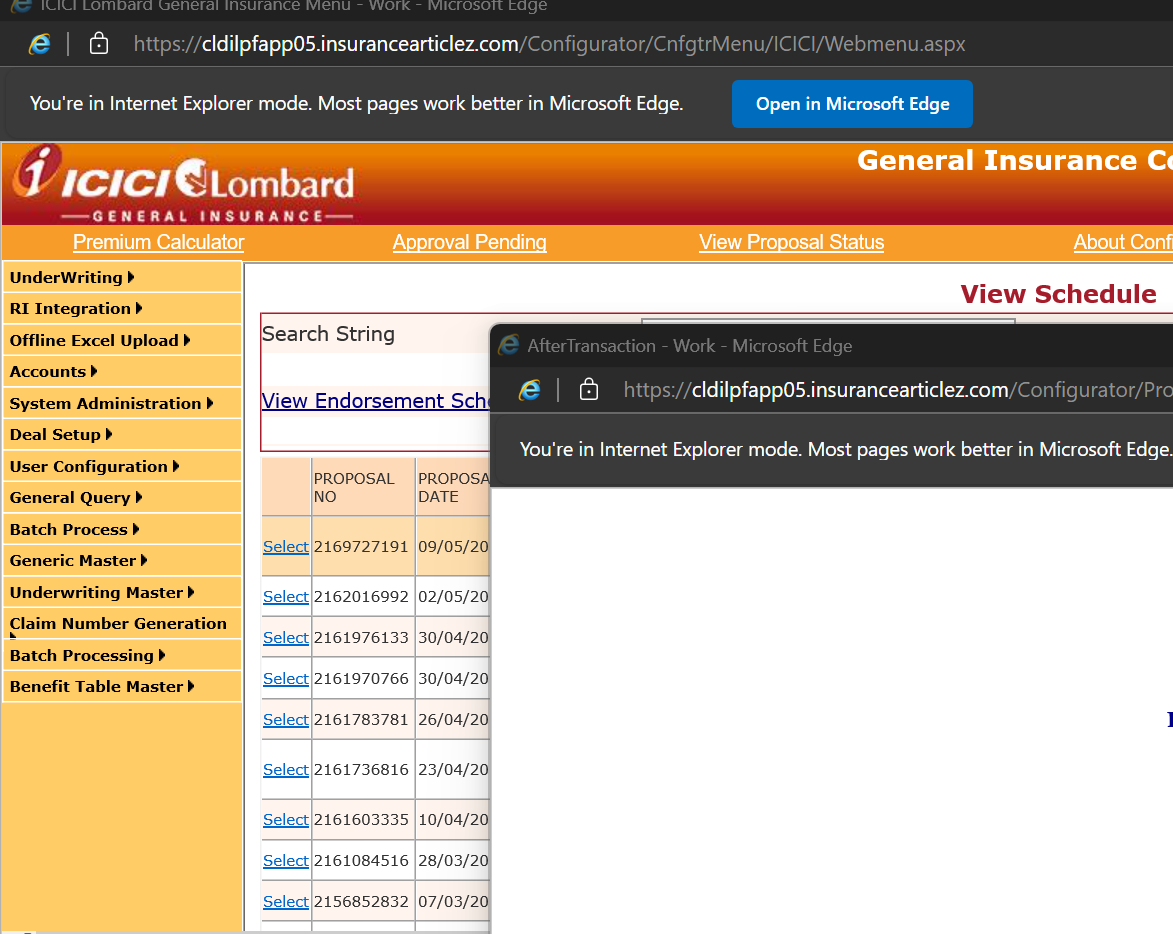 ICICI Lombard General Insurance Menu - Work - Microsoft Edge
https://cldilpfapp05.insurancearticlez.com/Configurator/CnfgtrMenu/ICICI/Webmenu.aspx
You're in Internet Explorer mode. Most pages work better in Microsoft Edge.
Open in Microsoft Edge
ICICI Lombard
GENERAL INSURANCE
General Insurance Co
Premium Calculator
Approval Pending
View Proposal Status
About Confi
UnderWriting
RI Integration
Offline Excel Upload
Accounts
System Administration
Deal Setup
User Configuration
General Query
Batch Process
Generic Master
Underwriting Master
Claim Number Generation
Batch Processing
Benefit Table Master
View Schedule
Search String
View Endorsement Sche
PROPOSAL NO PROPOSA DATE
Select 2169727191 09/05/20
Select 2162016992 02/05/20
Select 2161976133 30/04/20
Select 2161970766 30/04/20
Select 2161783781 26/04/20
Select 2161736816 23/04/20
Select 2161603335 10/04/20
Select 2161084516 28/03/20
Select 2156852832 07/03/20
AfterTransaction - Work - Microsoft Edge
https://cldilpfapp05.insurancearticlez.com/Configurator/Pro
You're in Internet Explorer mode. Most pages work better in Microsoft Edge.